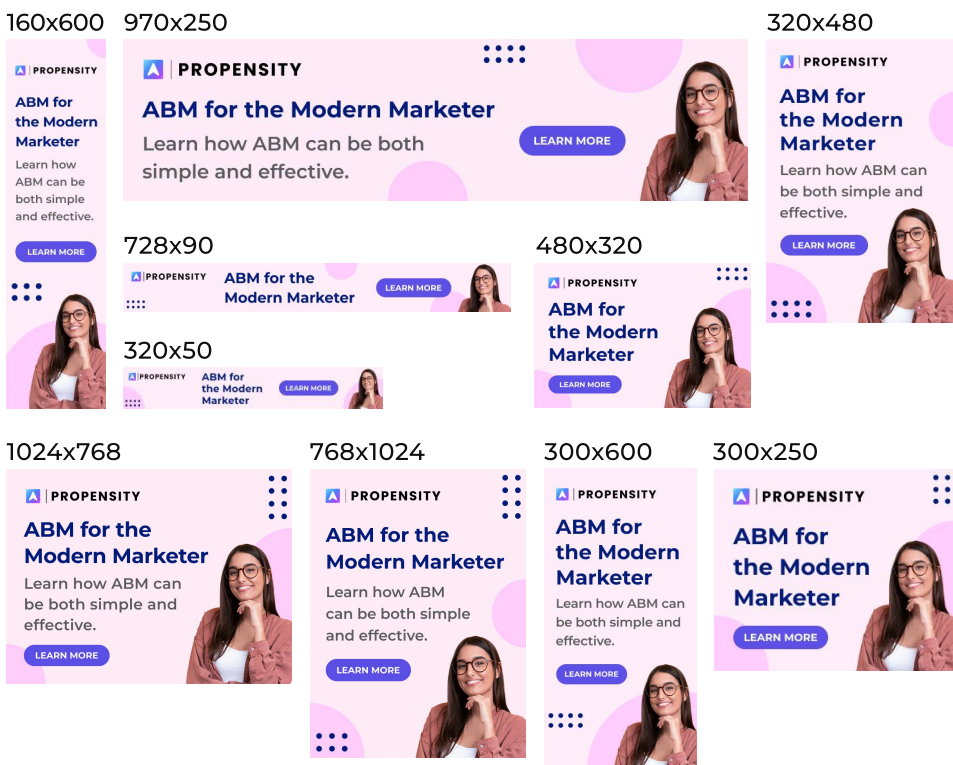 160x600
PROPENSITY
ABM for
the Modern
Marketer
Learn how
ABM can be
both simple
and effective.
LEARN MORE
970x250
PROPENSITY
ABM for the Modern Marketer
Learn how ABM can be both
simple and effective.
LEARN MORE
320x480
PROPENSITY
ABM for
the Modern
Marketer
Learn how ABM can
be both simple and
effective.
LEARN MORE
728x90
PROPENSITY
ABM for the
Modern Marketer
LEARN MORE
480x320
PROPENSITY
ABM for
the Modern
Marketer
LEARN MORE
320x50
PROPENSITY
ABM for
the Modern
Marketer
LEARN MORE
1024x768
PROPENSITY
ABM for the
Modern Marketer
Learn how ABM can
be both simple and
effective.
LEARN MORE
768x1024
PROPENSITY
ABM for the
Modern Marketer
Learn how ABM
can be both simple
and effective.
LEARN MORE
300x600
PROPENSITY
ABM for
the Modern
Marketer
Learn how ABM can
be both simple and
effective.
LEARN MORE
300x250
PROPENSITY
ABM for
the Modern
Marketer
LEARN MORE